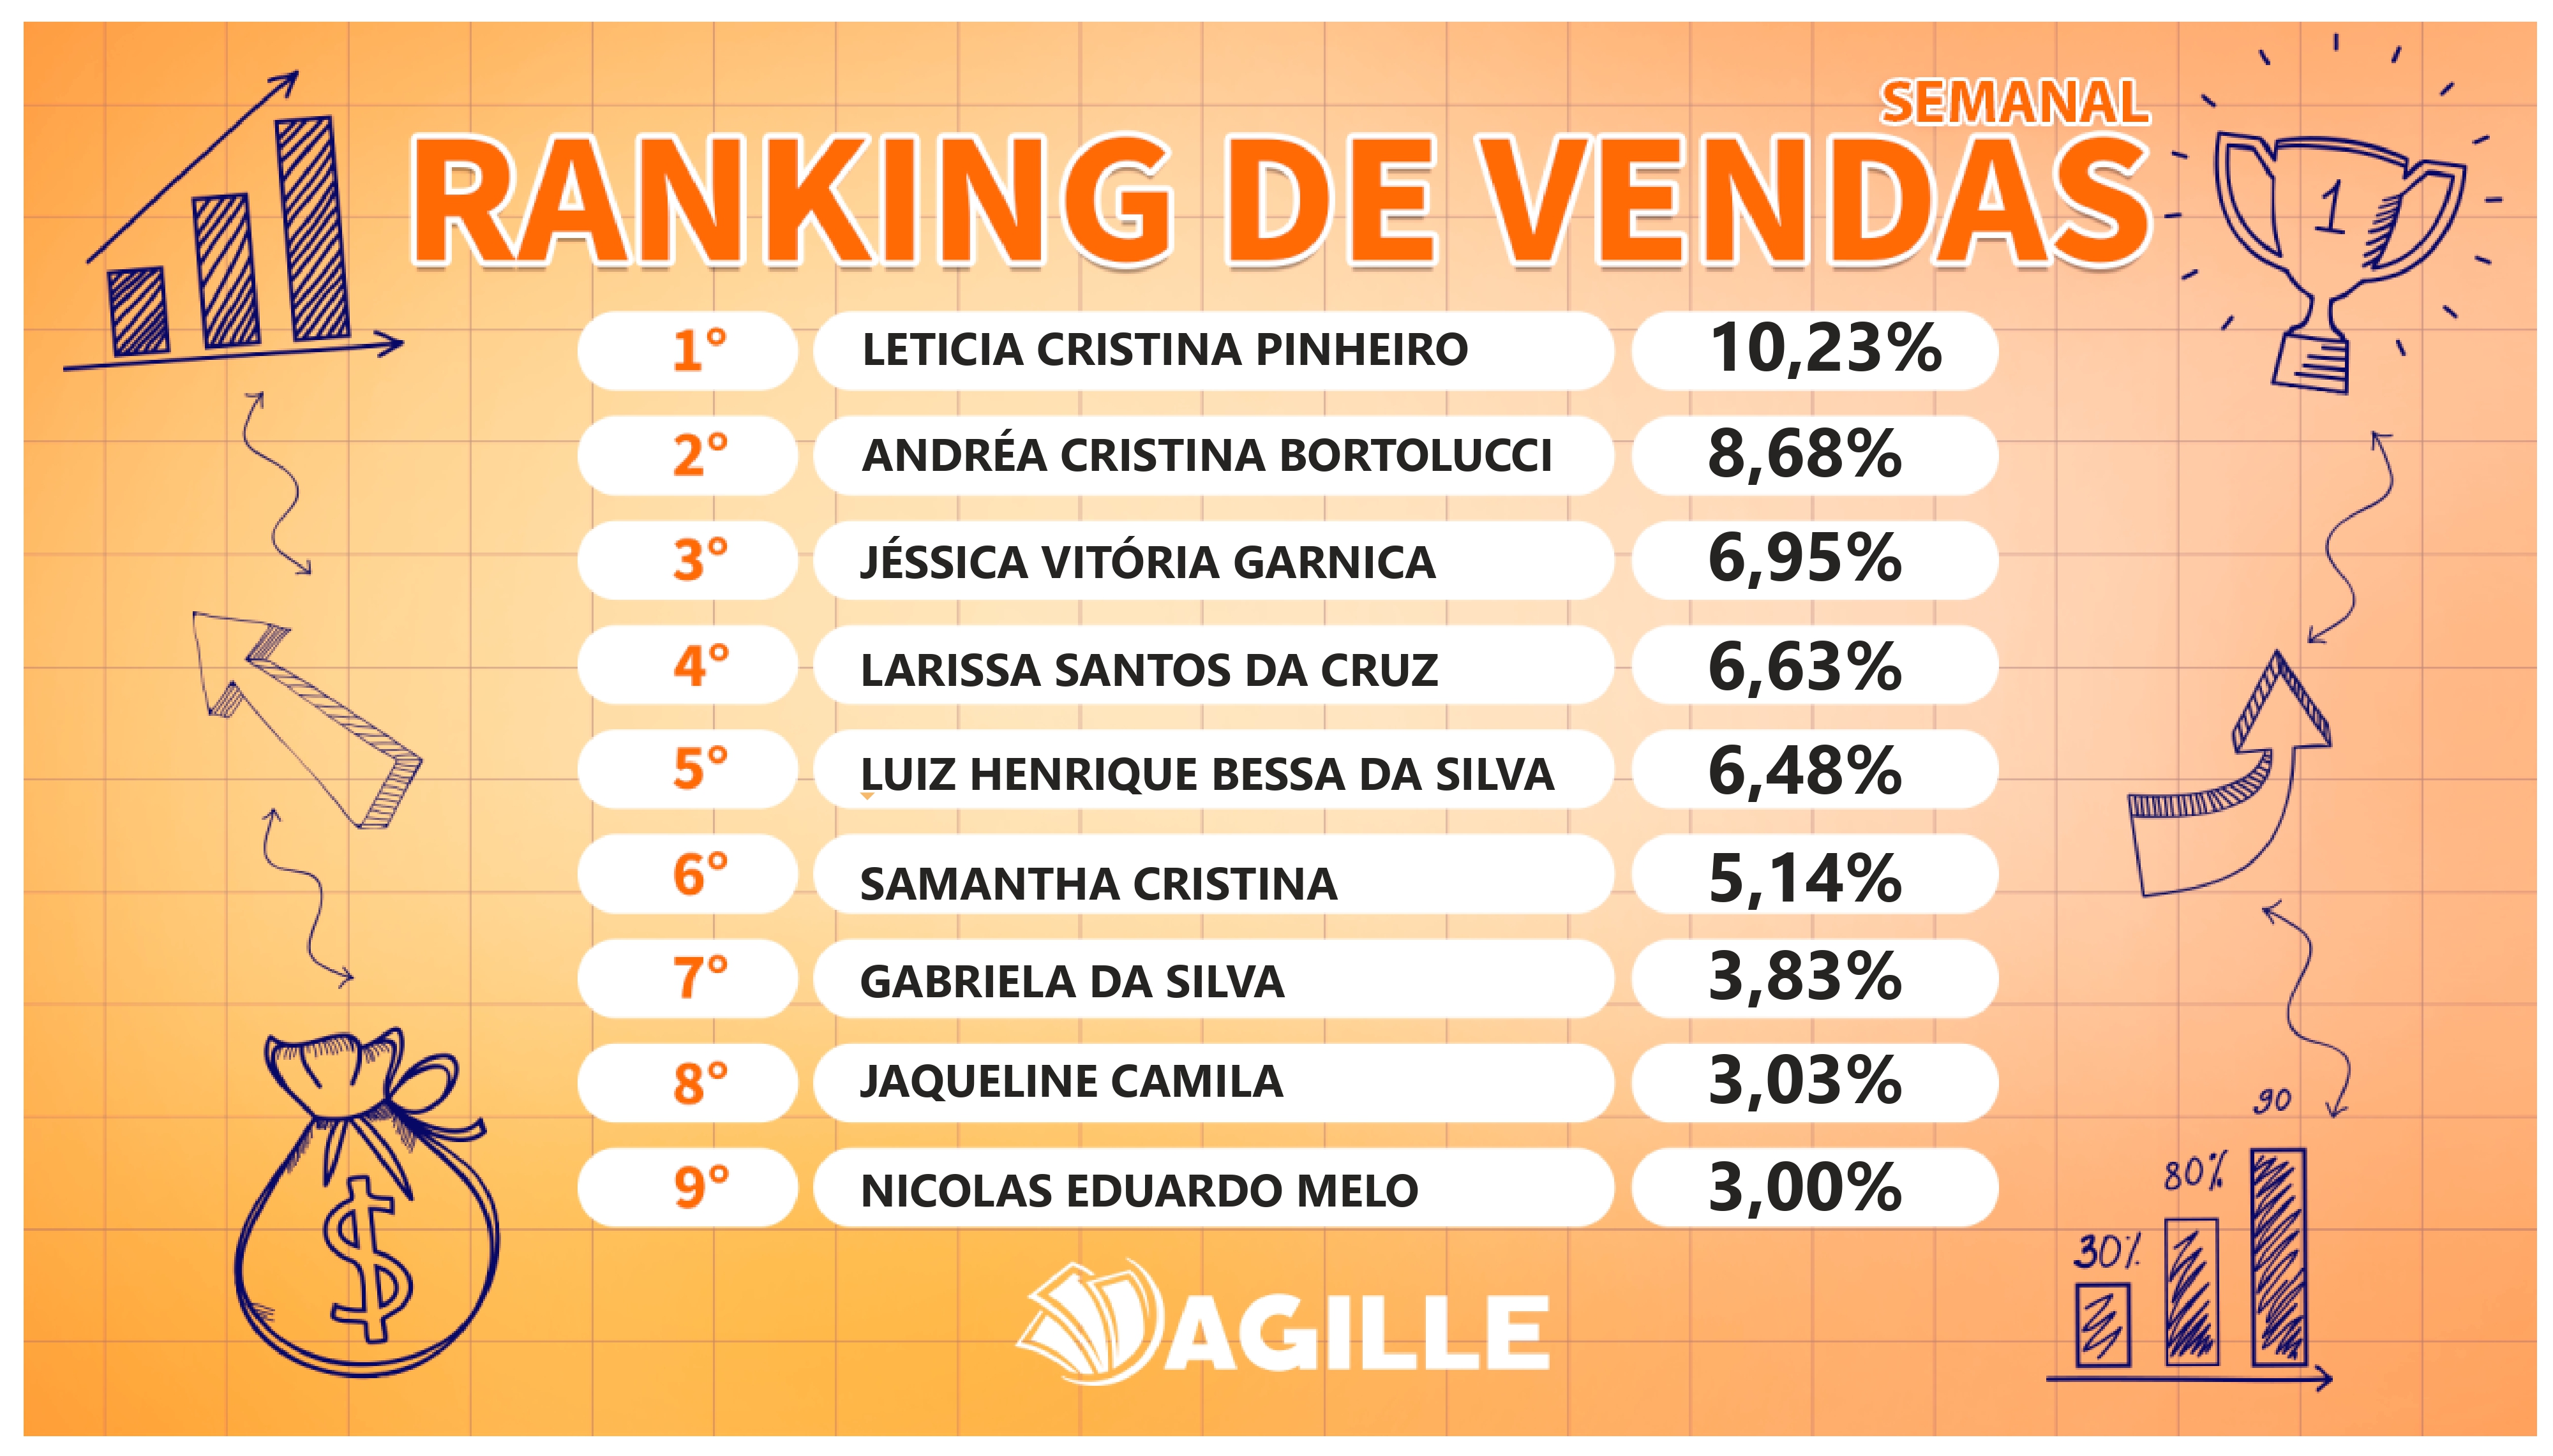 SEMANAL
RANKING DE VENDAS
1
1° LETICIA CRISTINA PINHEIRO 10,23%
2° ANDRÉA CRISTINA BORTOLUCCI 8,68%
3° JÉSSICA VITÓRIA GARNICA 6,95%
4° LARISSA SANTOS DA CRUZ 6,63%
5° LUIZ HENRIQUE BESSA DA SILVA 6,48%
6° SAMANTHA CRISTINA 5,14%
7° GABRIELA DA SILVA 3,83%
8° JAQUELINE CAMILA 3,03%
9° NICOLAS EDUARDO MELO 3,00%
90
80%
30%
$
AGILLE